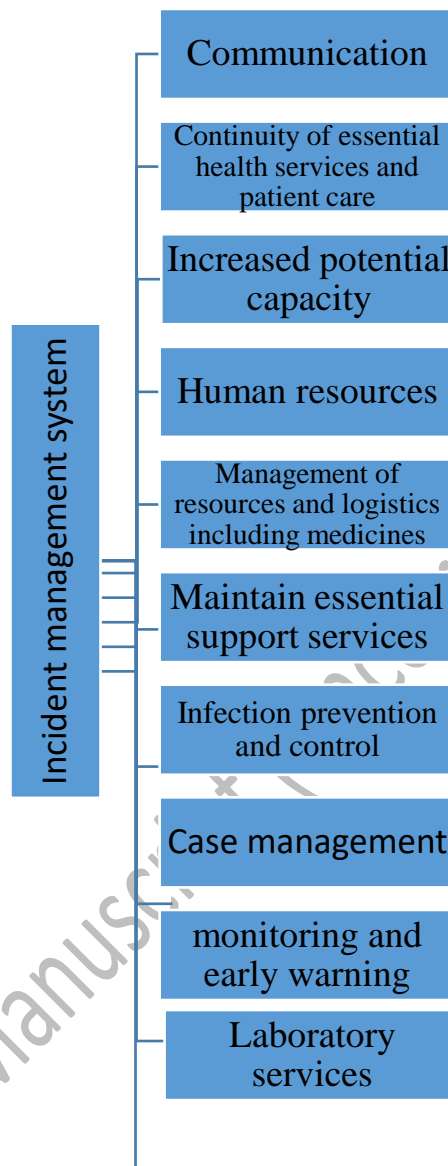 Communication
Continuity of essential
health services and
patient care
Increased potential
capacity
Human resources
Incident management system
Management of
resources and logistics
including medicines
Maintain essential
support services
Infection prevention
and control
Case management
monitoring and
early warning
Laboratory
services
Manuscript